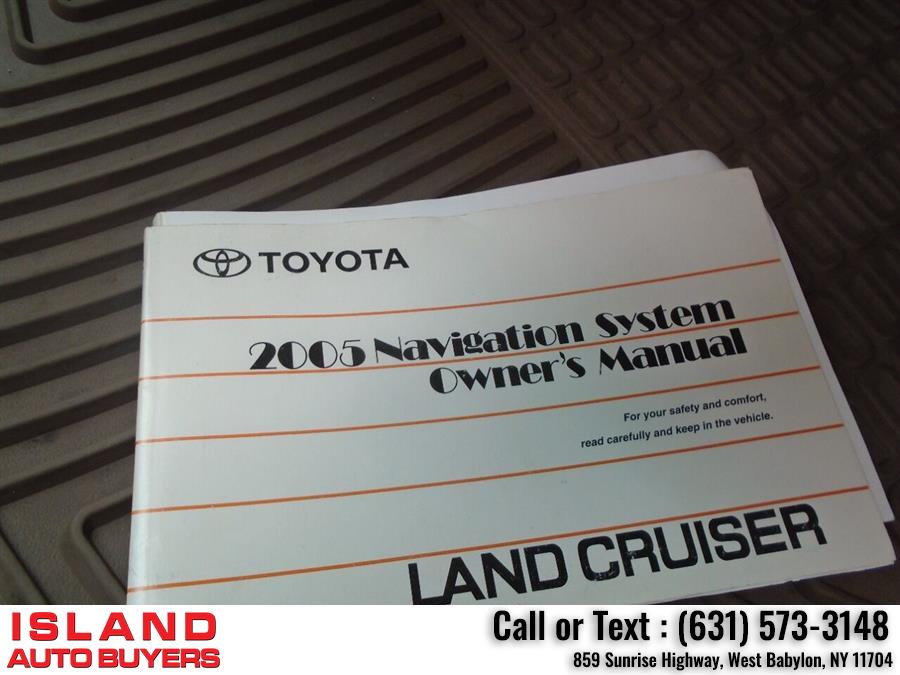 TOYOTA
2005 Navigation System
Owner's Manual
For your safety and comfort,
read carefully and keep in the vehicle.
LAND CRUISER
ISLAND
AUTO BUYERS
Call or Text : (631) 573-3148
859 Sunrise Highway, West Babylon, NY 11704